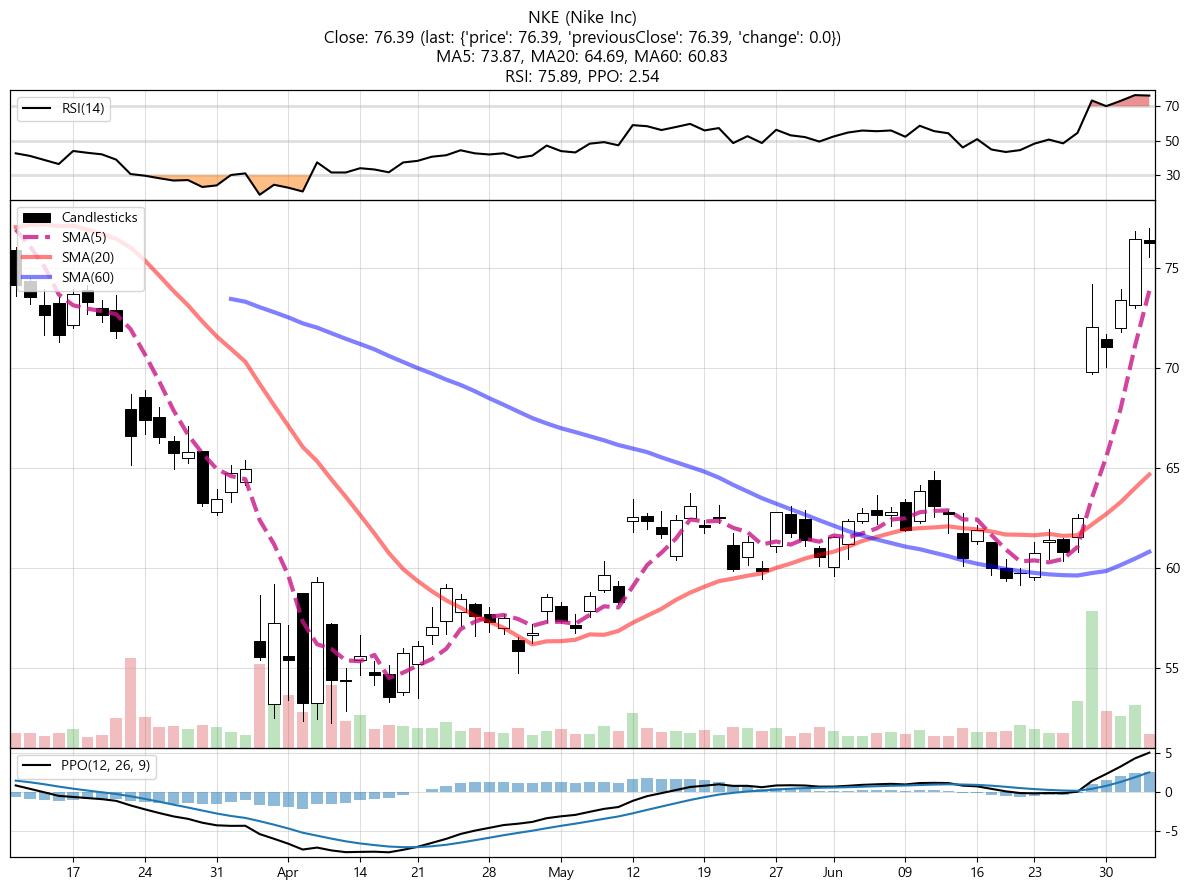 NKE (Nike Inc)
Close: 76.39 (last: {'price': 76.39, 'previousClose': 76.39, 'change': 0.0})
MA5: 73.87, MA20: 64.69, MA60: 60.83
RSI: 75.89, PPO: 2.54
RSI(14)
70
50
30
Candlesticks
SMA(5)
SMA(20)
SMA(60)
75
70
65
60
55
PPO(12, 26, 9)
5
0
-5
17 24 31 Apr 14 21 28 May 12 19 27 Jun 09 16 23 30